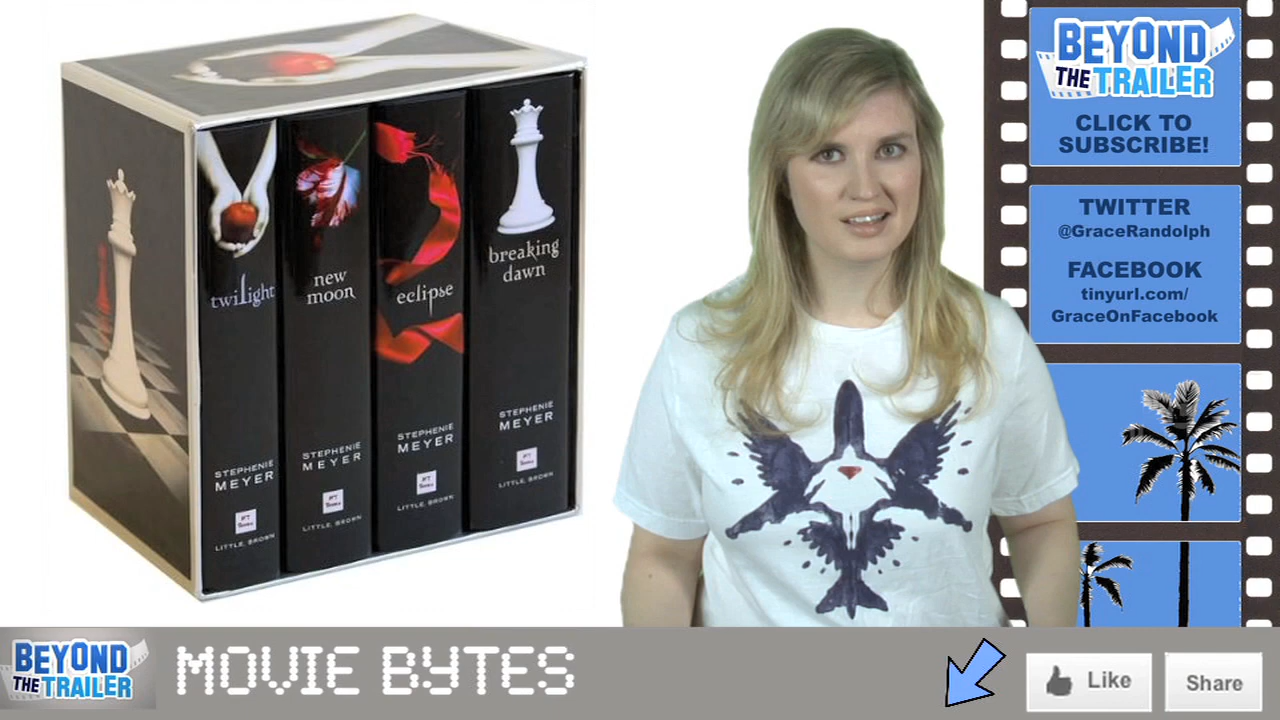 twilight
STEPHENIE
MEYER
LITTLE, BROWN
new
moon
STEPHENIE
MEYER
LITTLE, BROWN
eclipse
STEPHENIE
MEYER
LITTLE, BROWN
breaking
dawn
STEPHENIE
MEYER
LITTLE, BROWN
BEYOND
THE TRAILER
CLICK TO
SUBSCRIBE!
TWITTER
@GraceRandolph
FACEBOOK
tinyurl.com/
GraceOnFacebook
BEYOND
THE TRAILER
MOVIE BYTES
Like
Share